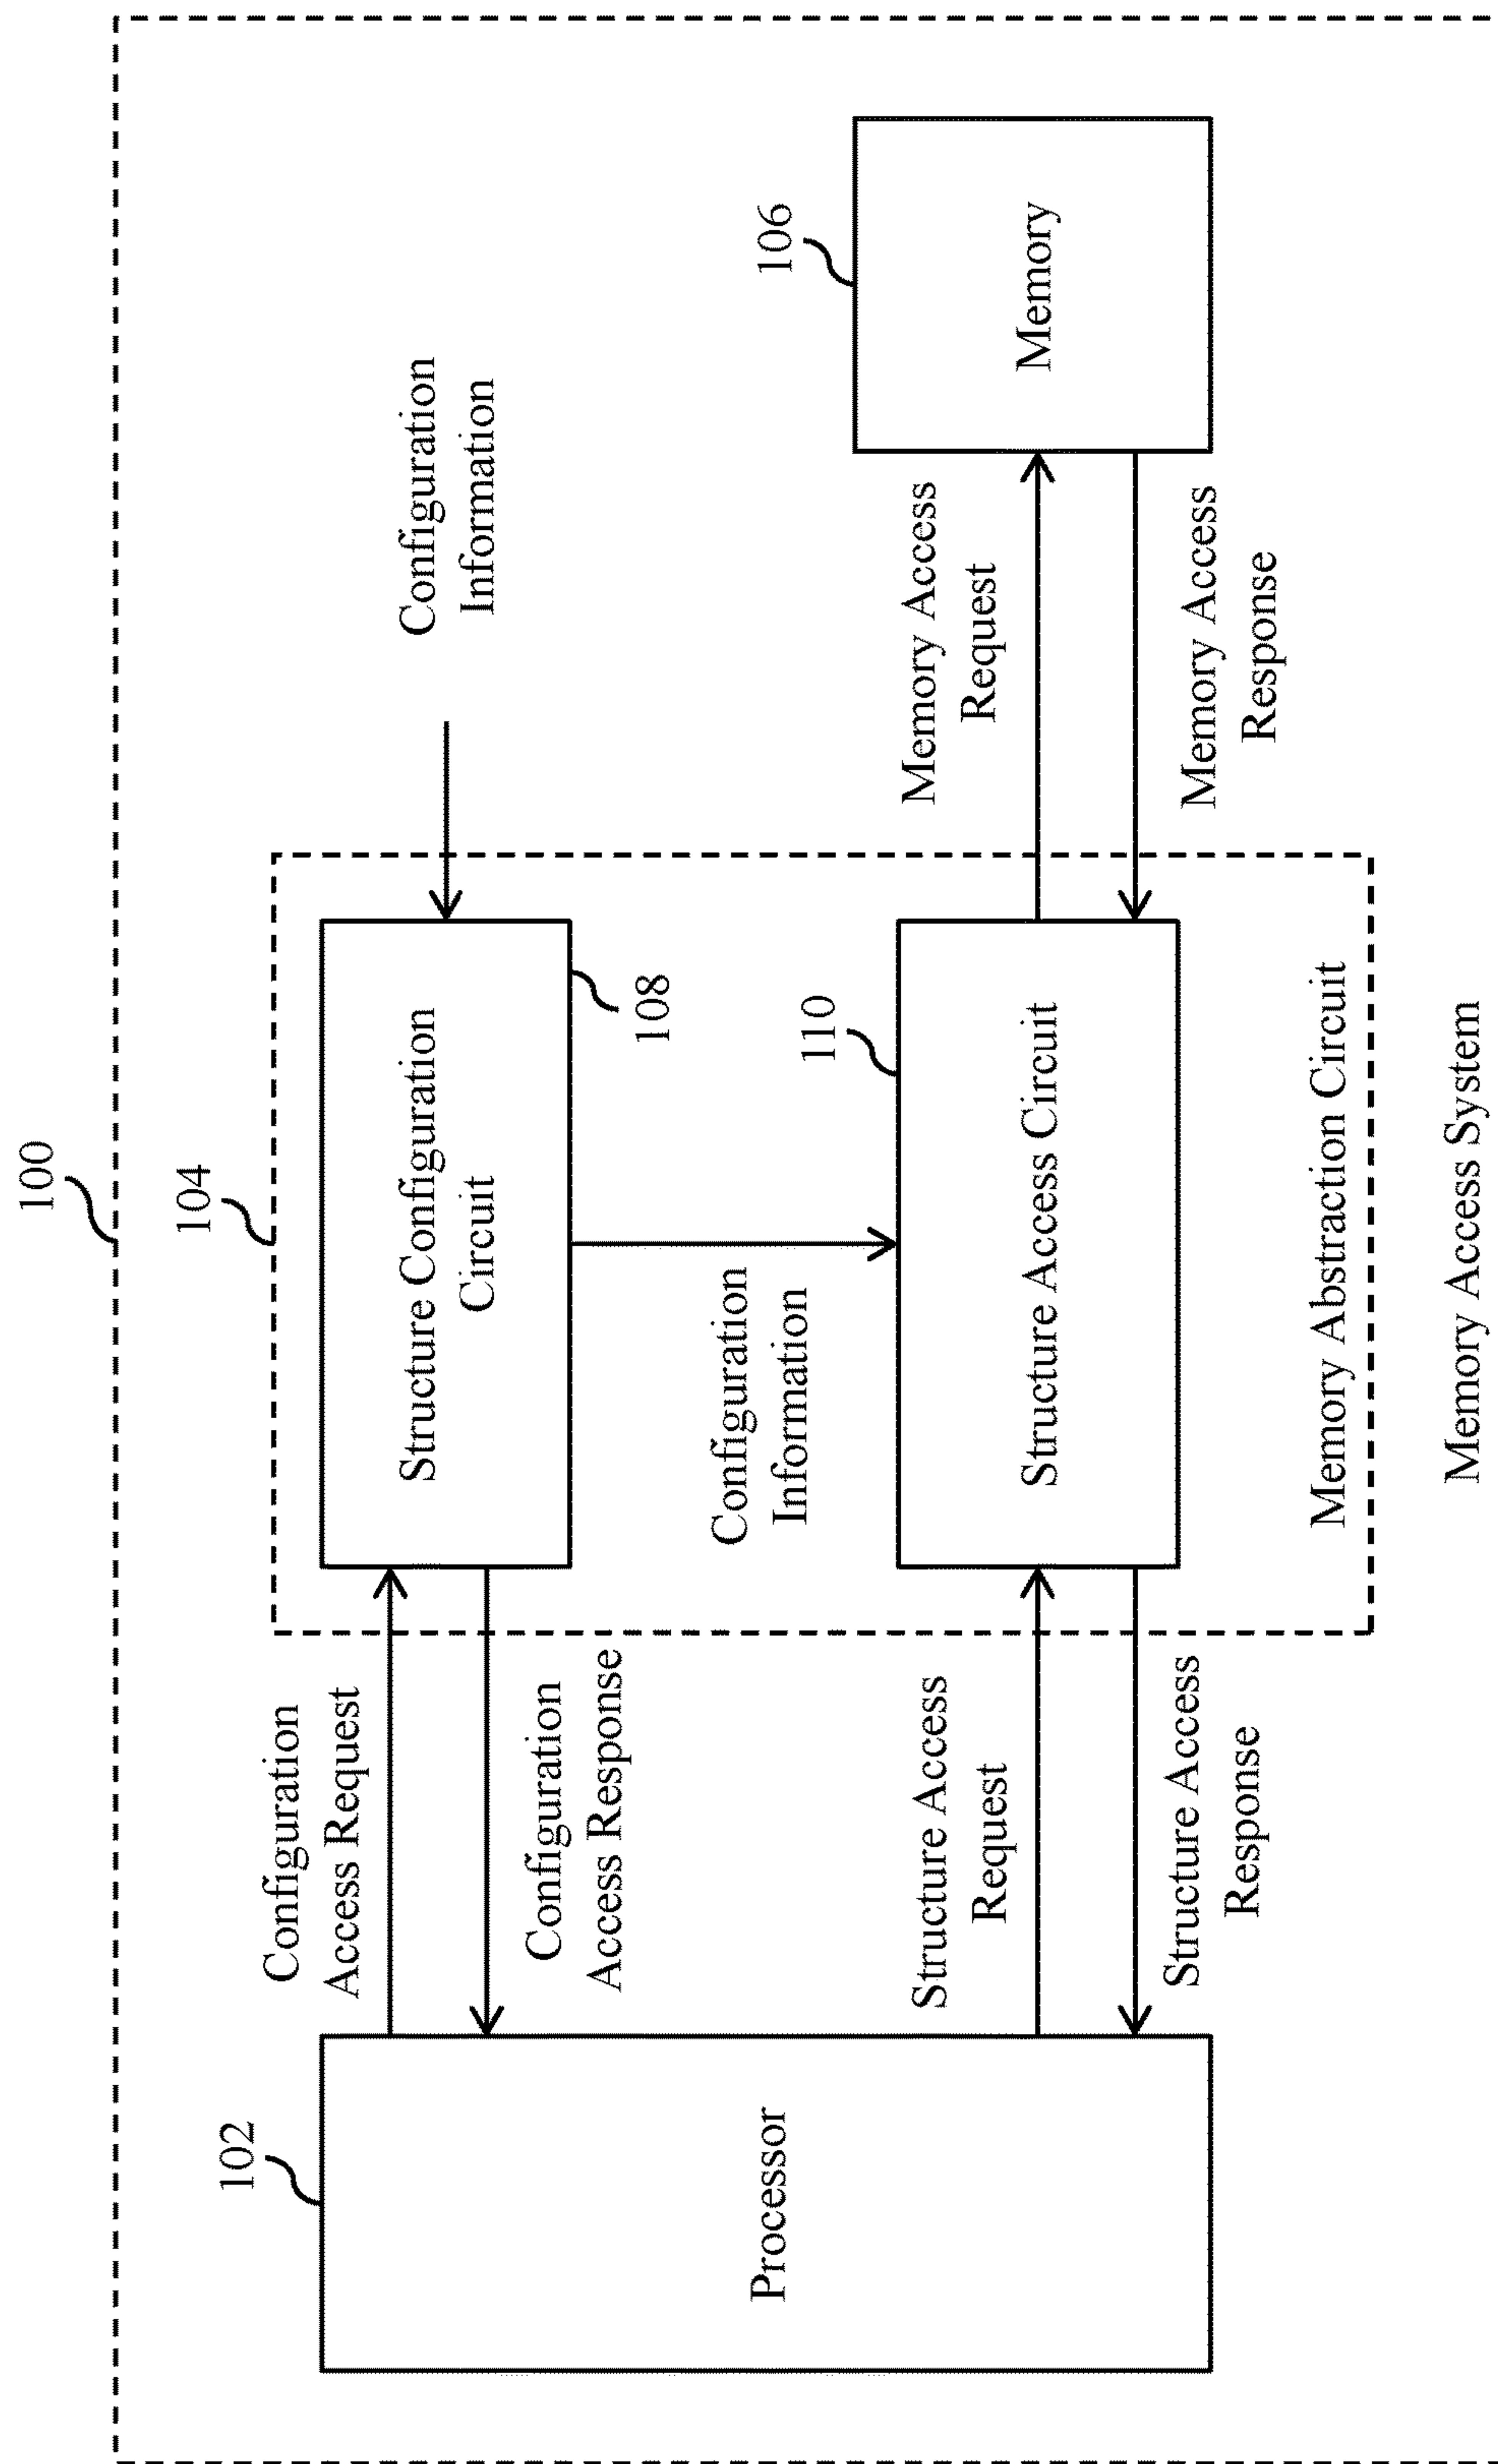 100
104
102
Configuration
Access Request
Configuration
Access Response
Structure Configuration
Circuit
108
Configuration
Information
Processor
Configuration
Information
110
106
Structure Access
Request
Structure Access
Response
Structure Access Circuit
Memory Access
Request
Memory Access
Response
Memory
Memory Abstraction Circuit
Memory Access System